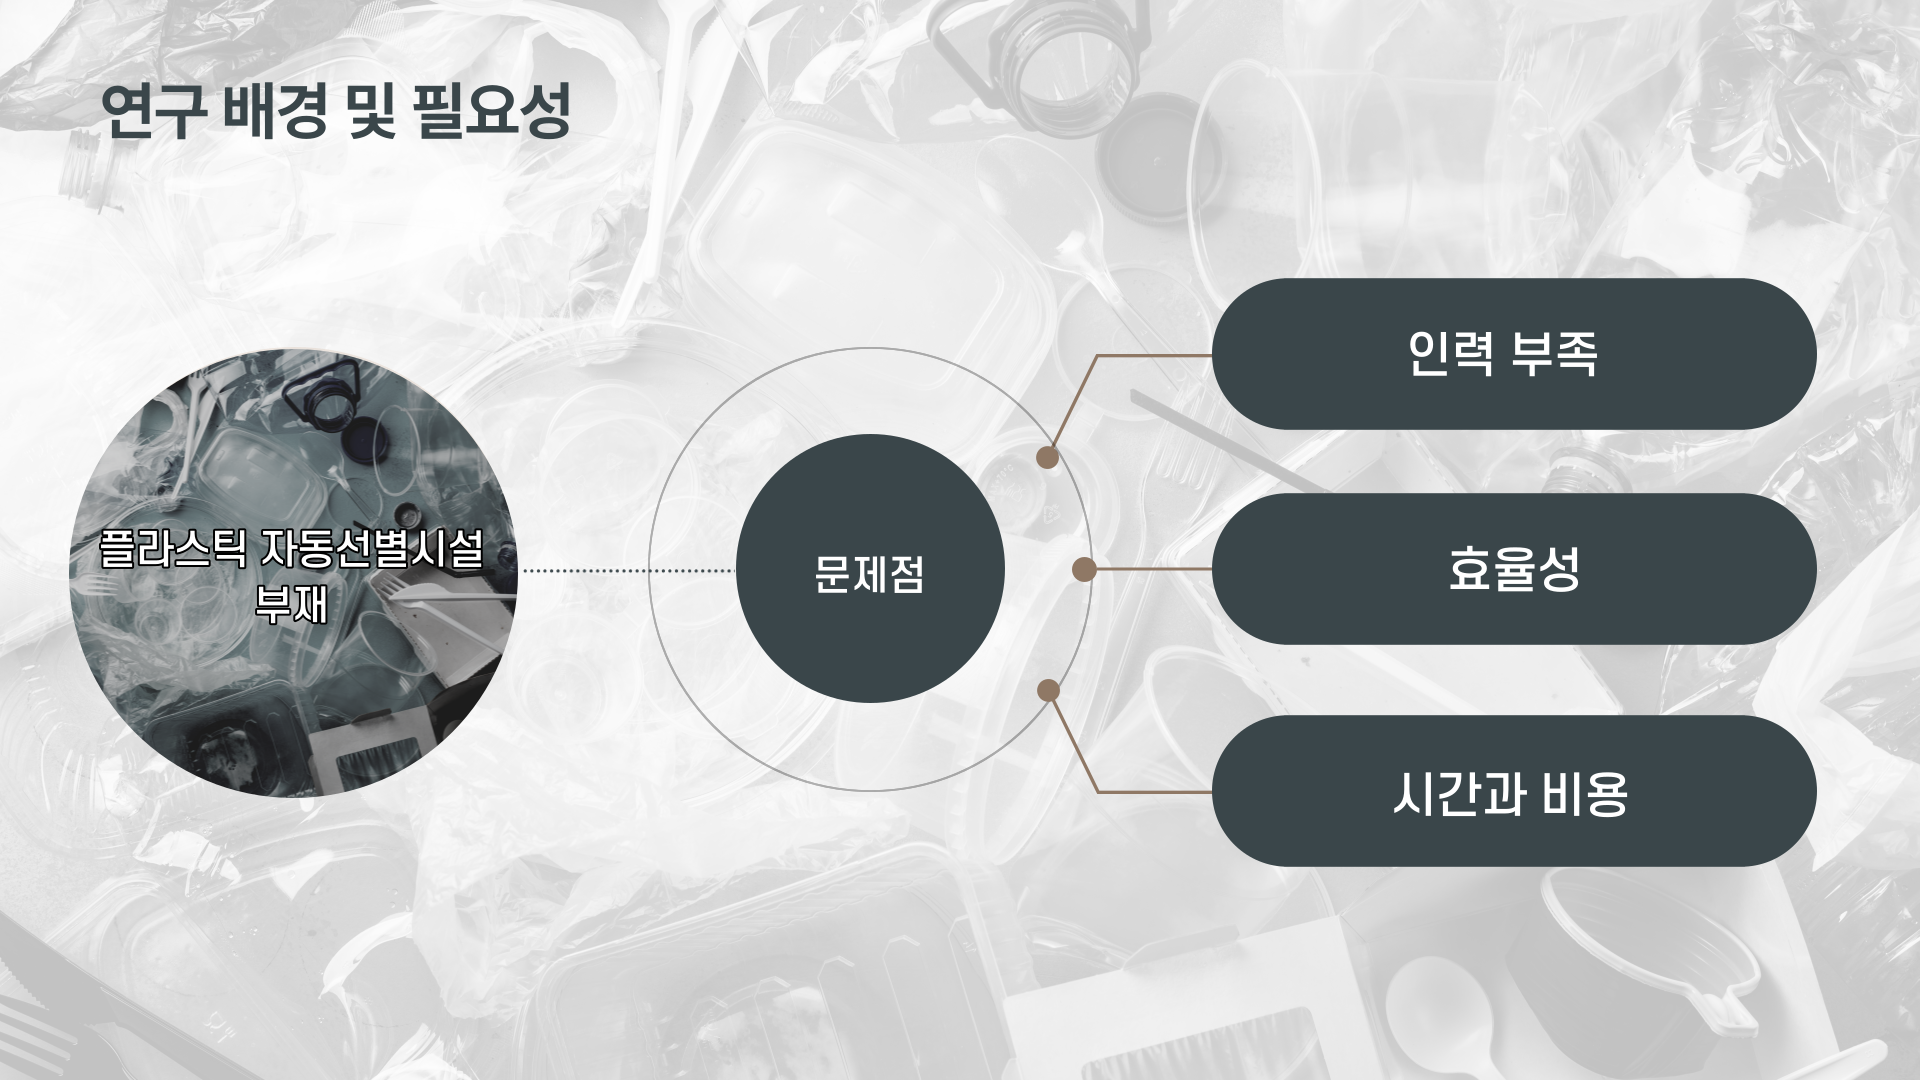 연구 배경 및 필요성
플라스틱 자동선별시설
부재
문제점
인력 부족
효율성
시간과 비용